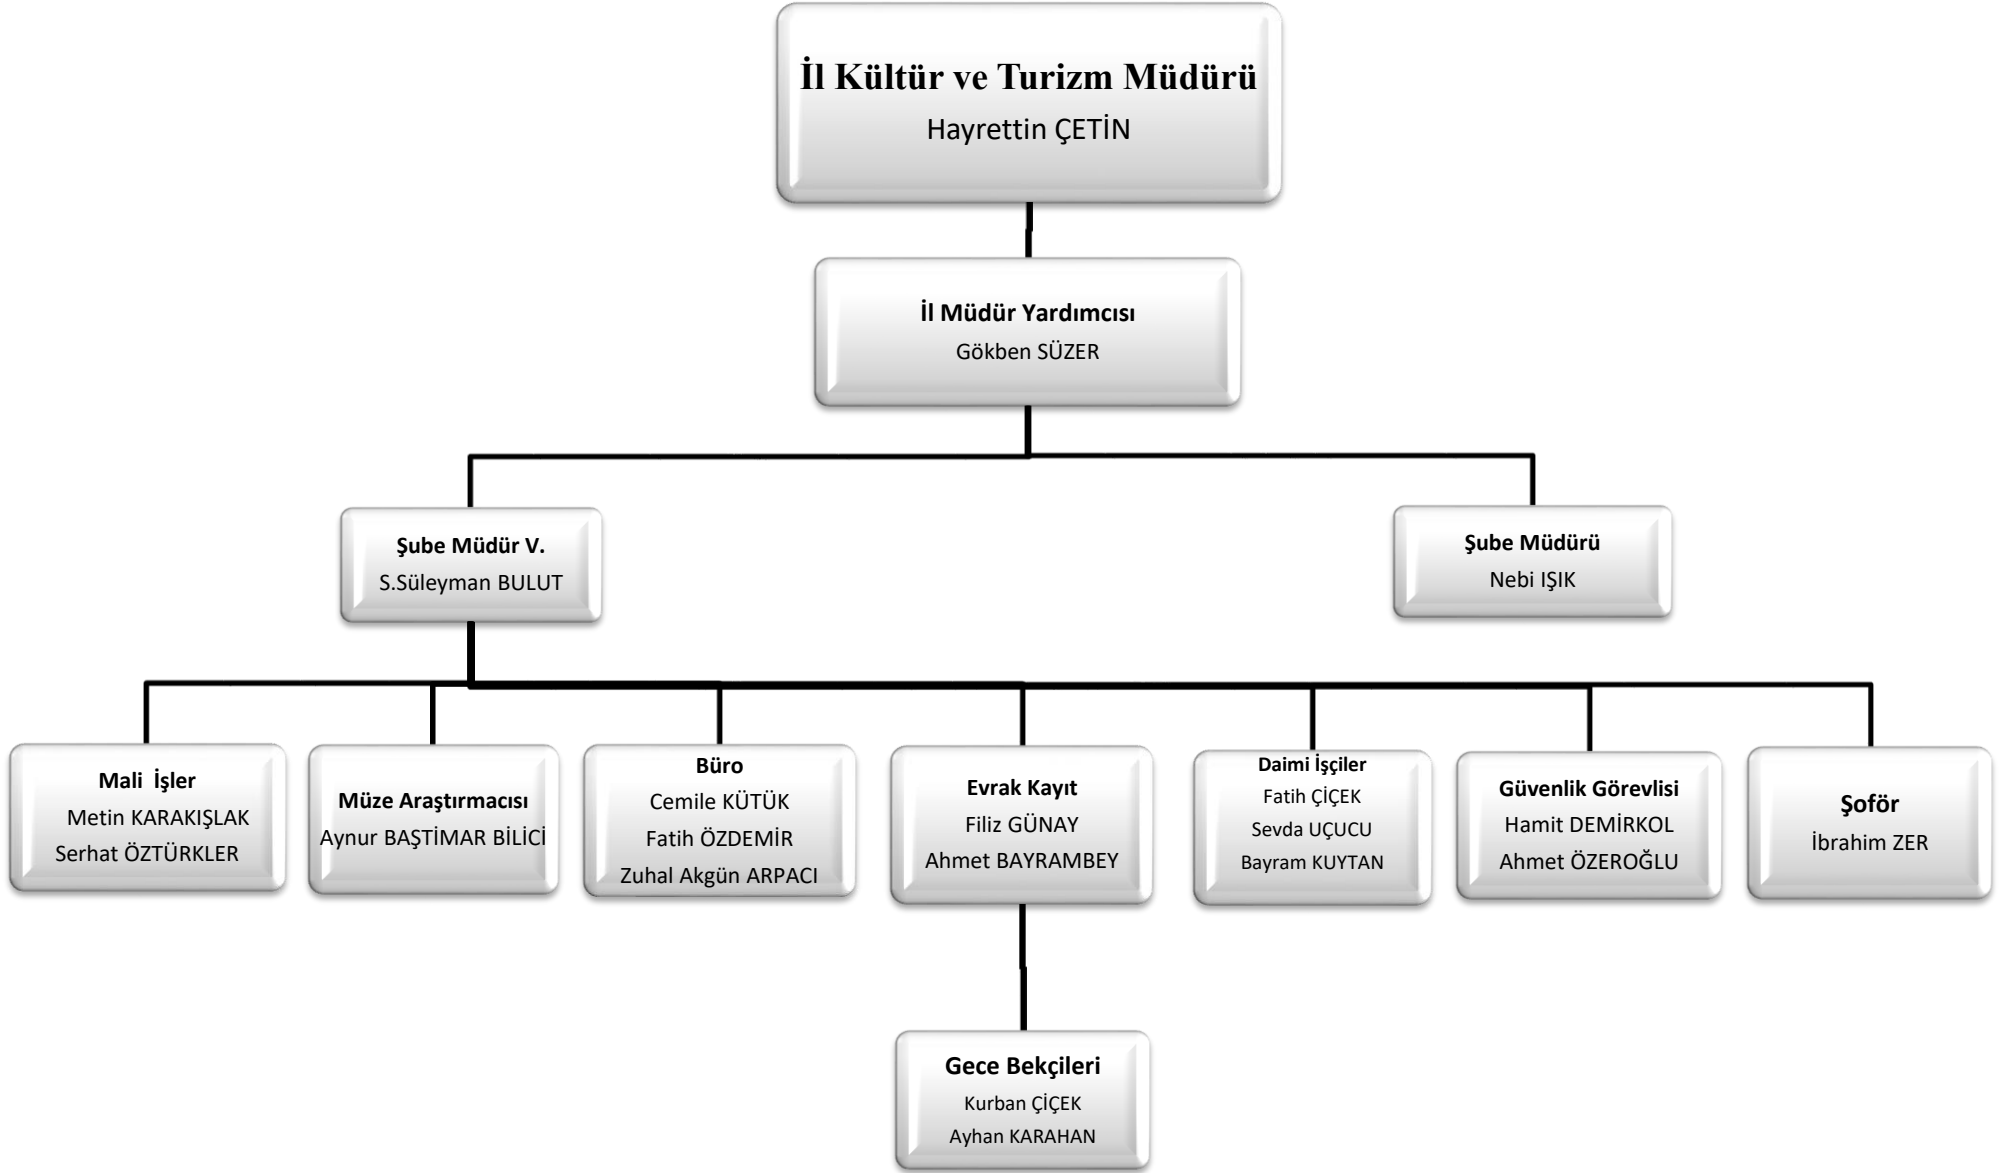 İl Kültür ve Turizm Müdürü
Hayrettin ÇETİN
İl Müdür Yardımcısı
Gökben SÜZER
Şube Müdür V.
S.Süleyman BULUT
Şube Müdürü
Nebi IŞIK
Mali İşler
Metin KARAKIŞLAK
Serhat ÖZTÜRKLER
Müze Araştırmacısı
Aynur BAŞTİMAR BİLİCİ
Büro
Cemile KÜTÜK
Fatih ÖZDEMİR
Zuhal Akgün ARPACI
Evrak Kayıt
Filiz GÜNAY
Ahmet BAYRAMBEY
Daimi İşçiler
Fatih ÇİÇEK
Sevda UÇUCU
Bayram KUYTAN
Güvenlik Görevlisi
Hamit DEMİRKOL
Ahmet ÖZEROĞLU
Şoför
İbrahim ZER
Gece Bekçileri
Kurban ÇİÇEK
Ayhan KARAHAN